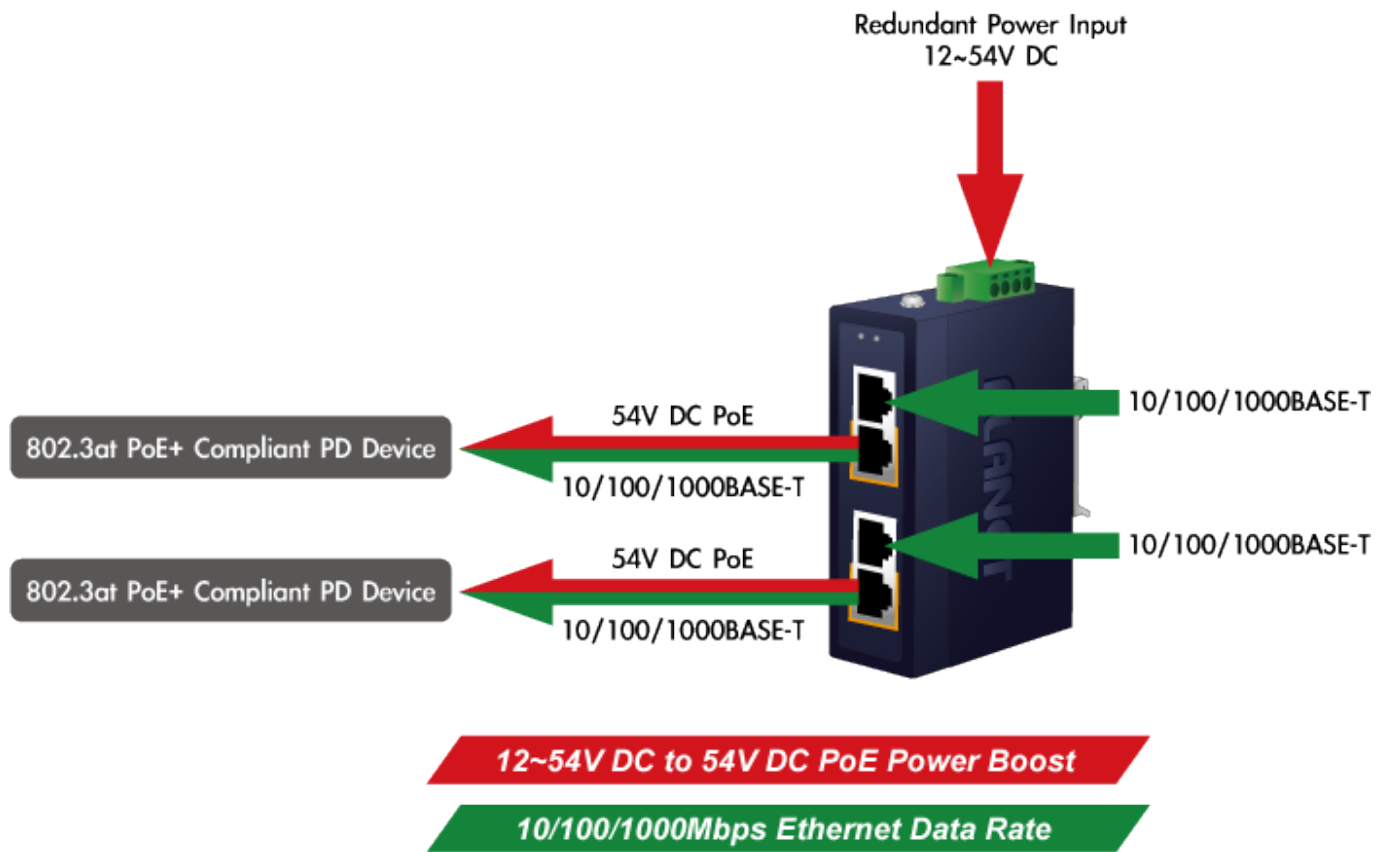 Redundant Power Input
12~54V DC
PLANET
10/100/1000BASE-T
54V DC PoE
802.3at PoE+ Compliant PD Device
10/100/1000BASE-T
10/100/1000BASE-T
54V DC PoE
802.3at PoE+ Compliant PD Device
10/100/1000BASE-T
12~54V DC to 54V DC PoE Power Boost
10/100/1000Mbps Ethernet Data Rate